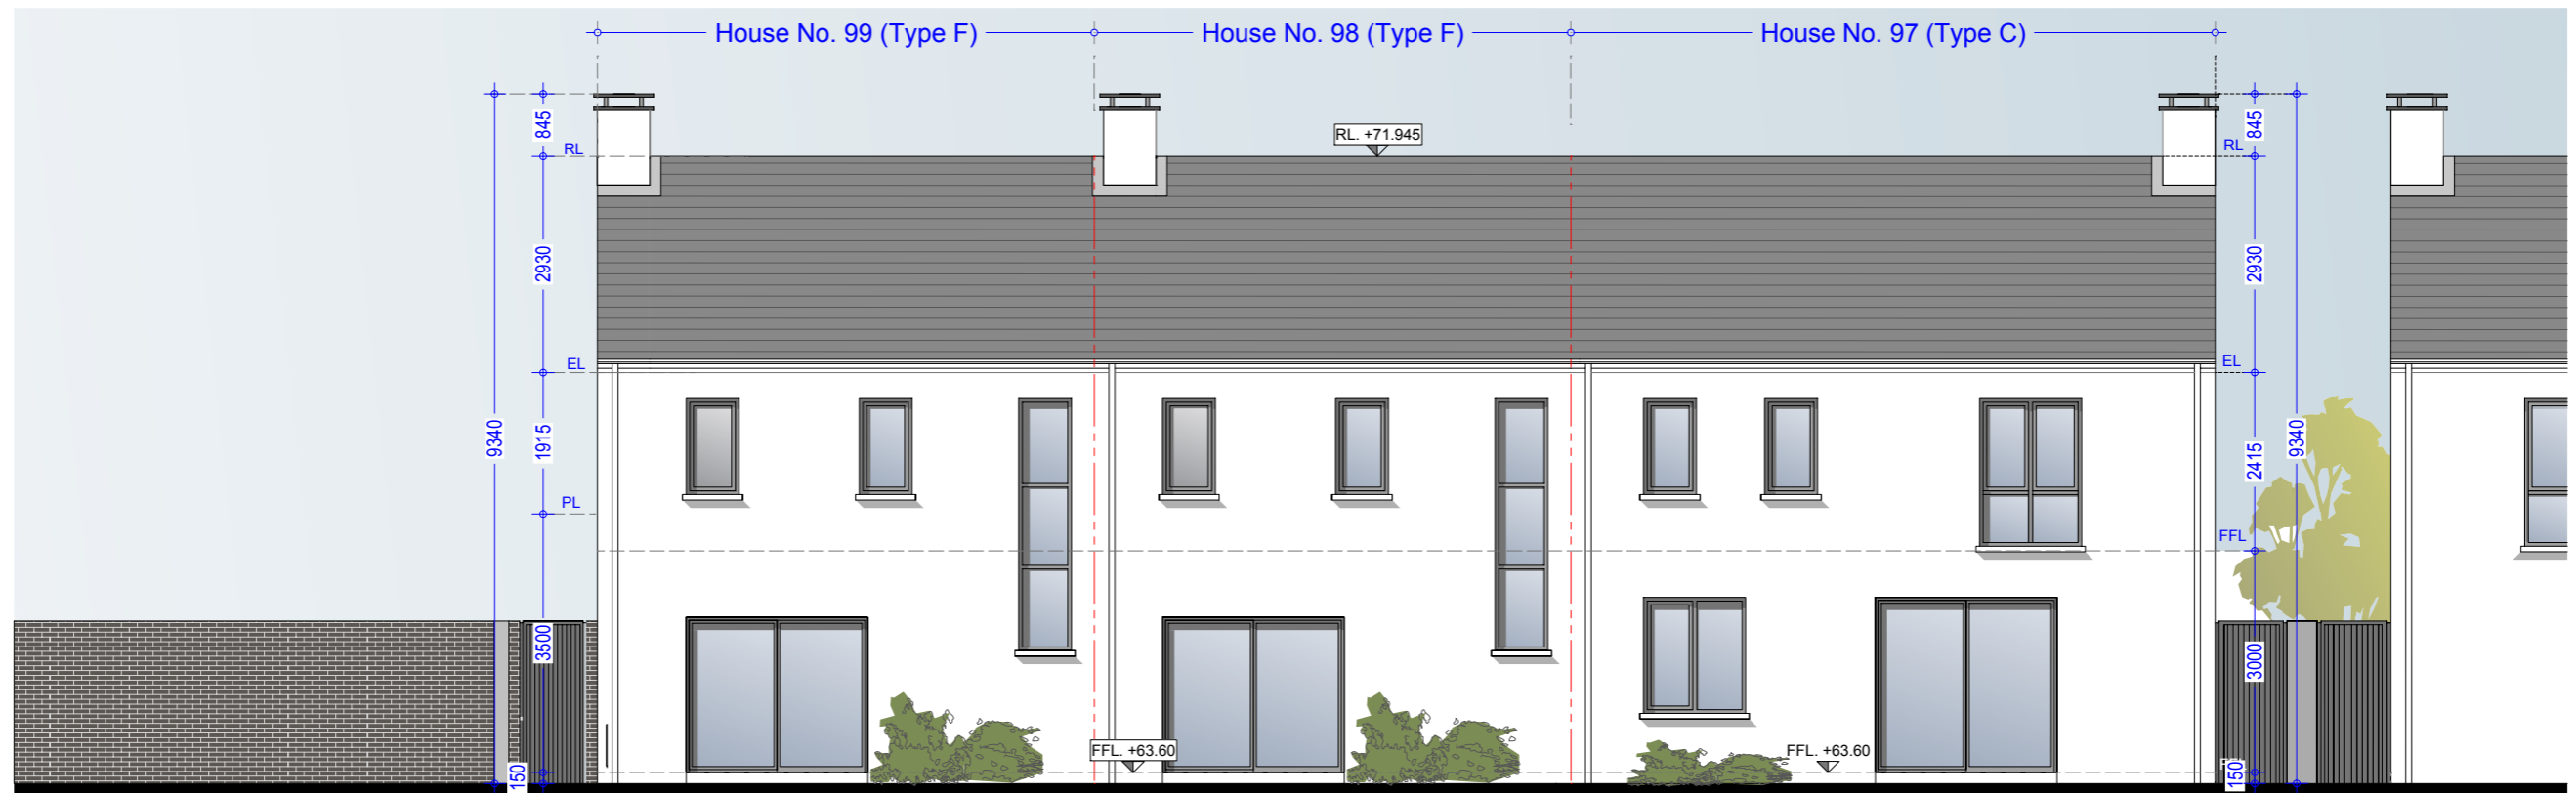 House No. 99 (Type F)
House No. 98 (Type F)
House No. 97 (Type C)
845
845
RL. +71.945
RL
RL
2930
2930
EL
EL
9340
1915
2415
9340
PL
FFL
3500
3000
FFL. +63.60
FFL. +63.60
150
150